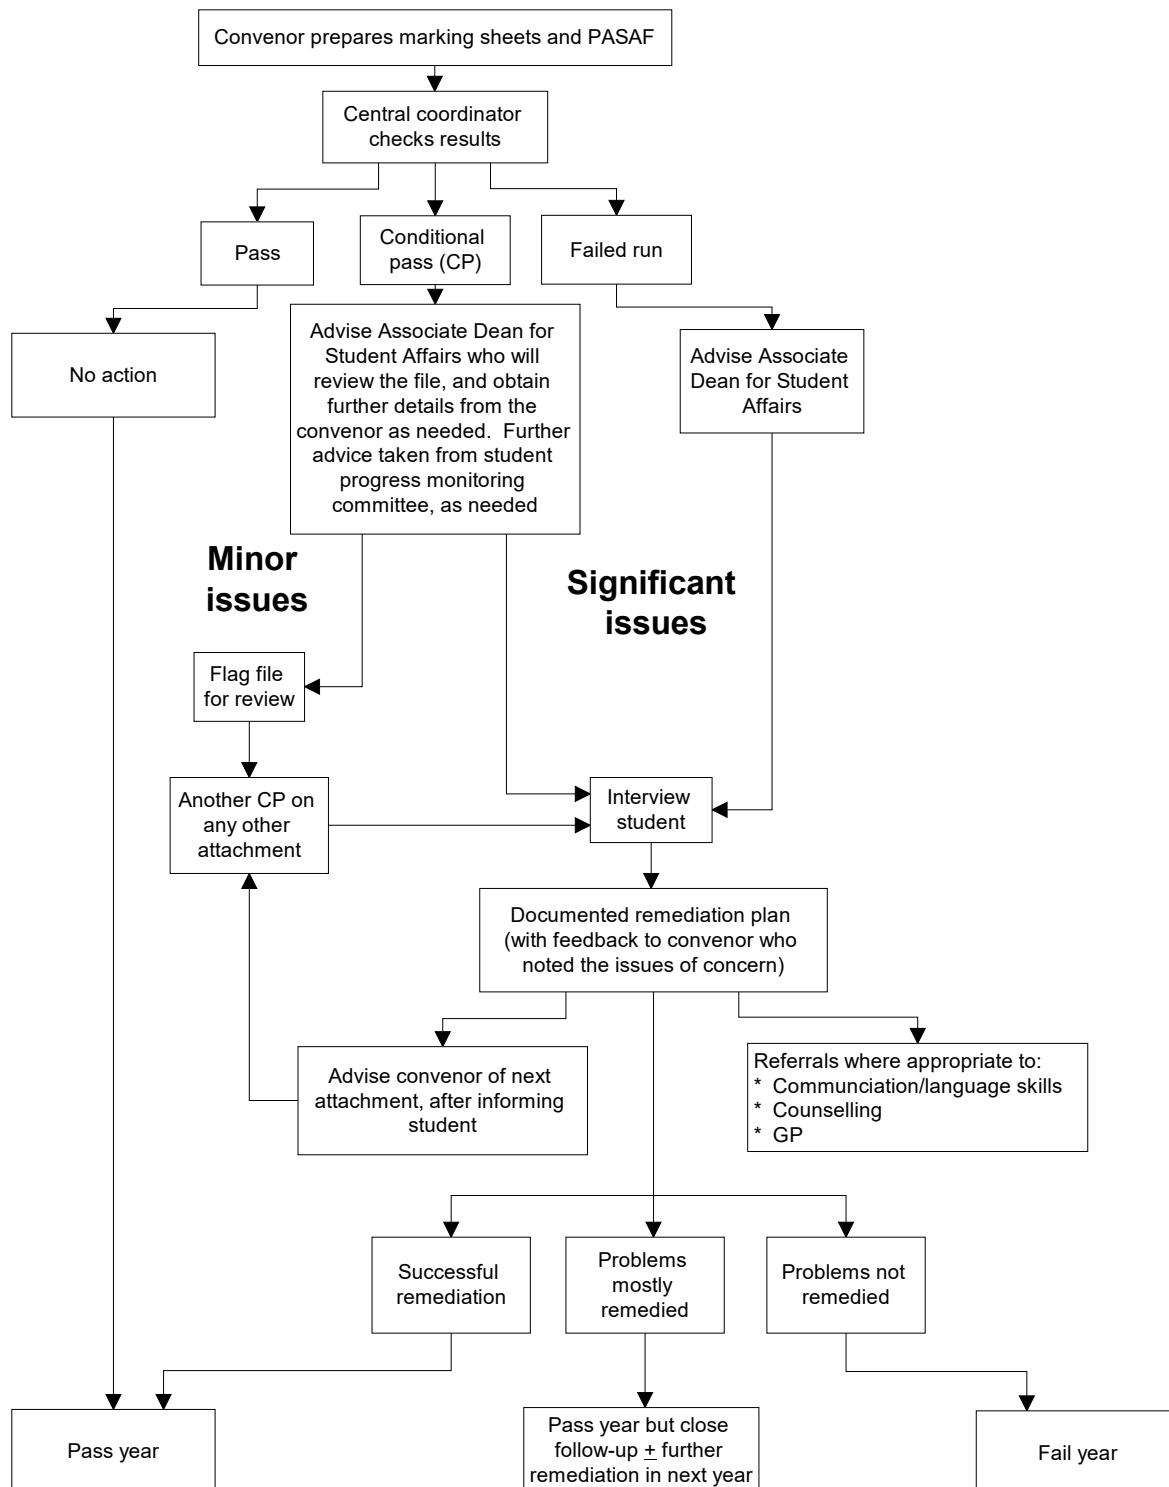 Convenor prepares marking sheets and PASAF
Central coordinator
checks results
Pass
Conditional
pass (CP)
Failed run
No action
Advise Associate Dean for
Student Affairs who will
review the file, and obtain
further details from the
convenor as needed.  Further
advice taken from student
progress monitoring
committee, as needed
Advise Associate
Dean for Student
Affairs
Minor
issues
Significant
issues
Flag file
for review
Another CP on
any other
attachment
Interview
student
Documented remediation plan
(with feedback to convenor who
noted the issues of concern)
Advise convenor of next
attachment, after informing
student
Referrals where appropriate to:
*  Communciation/language skills
*  Counselling
*  GP
Successful
remediation
Problems
mostly
remedied
Problems not
remedied
Pass year
Pass year but close
follow-up ± further
remediation in next year
Fail year